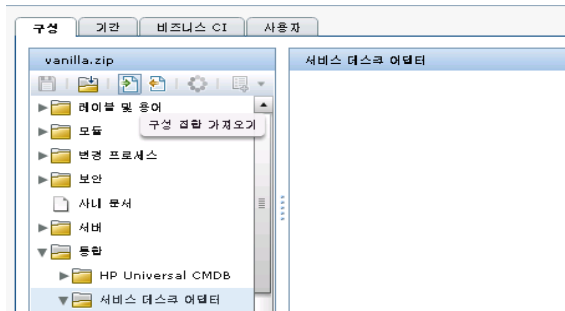 구성 기간 비즈니스 CI 사용자
vanilla.zip
서비스 데스크 어댑터
레이블 및 용어
구성 집합 가져오기
모듈
변경 프로세스
보안
사내 문서
서버
통합
HP Universal CMDB
서비스 데스크 어댑터